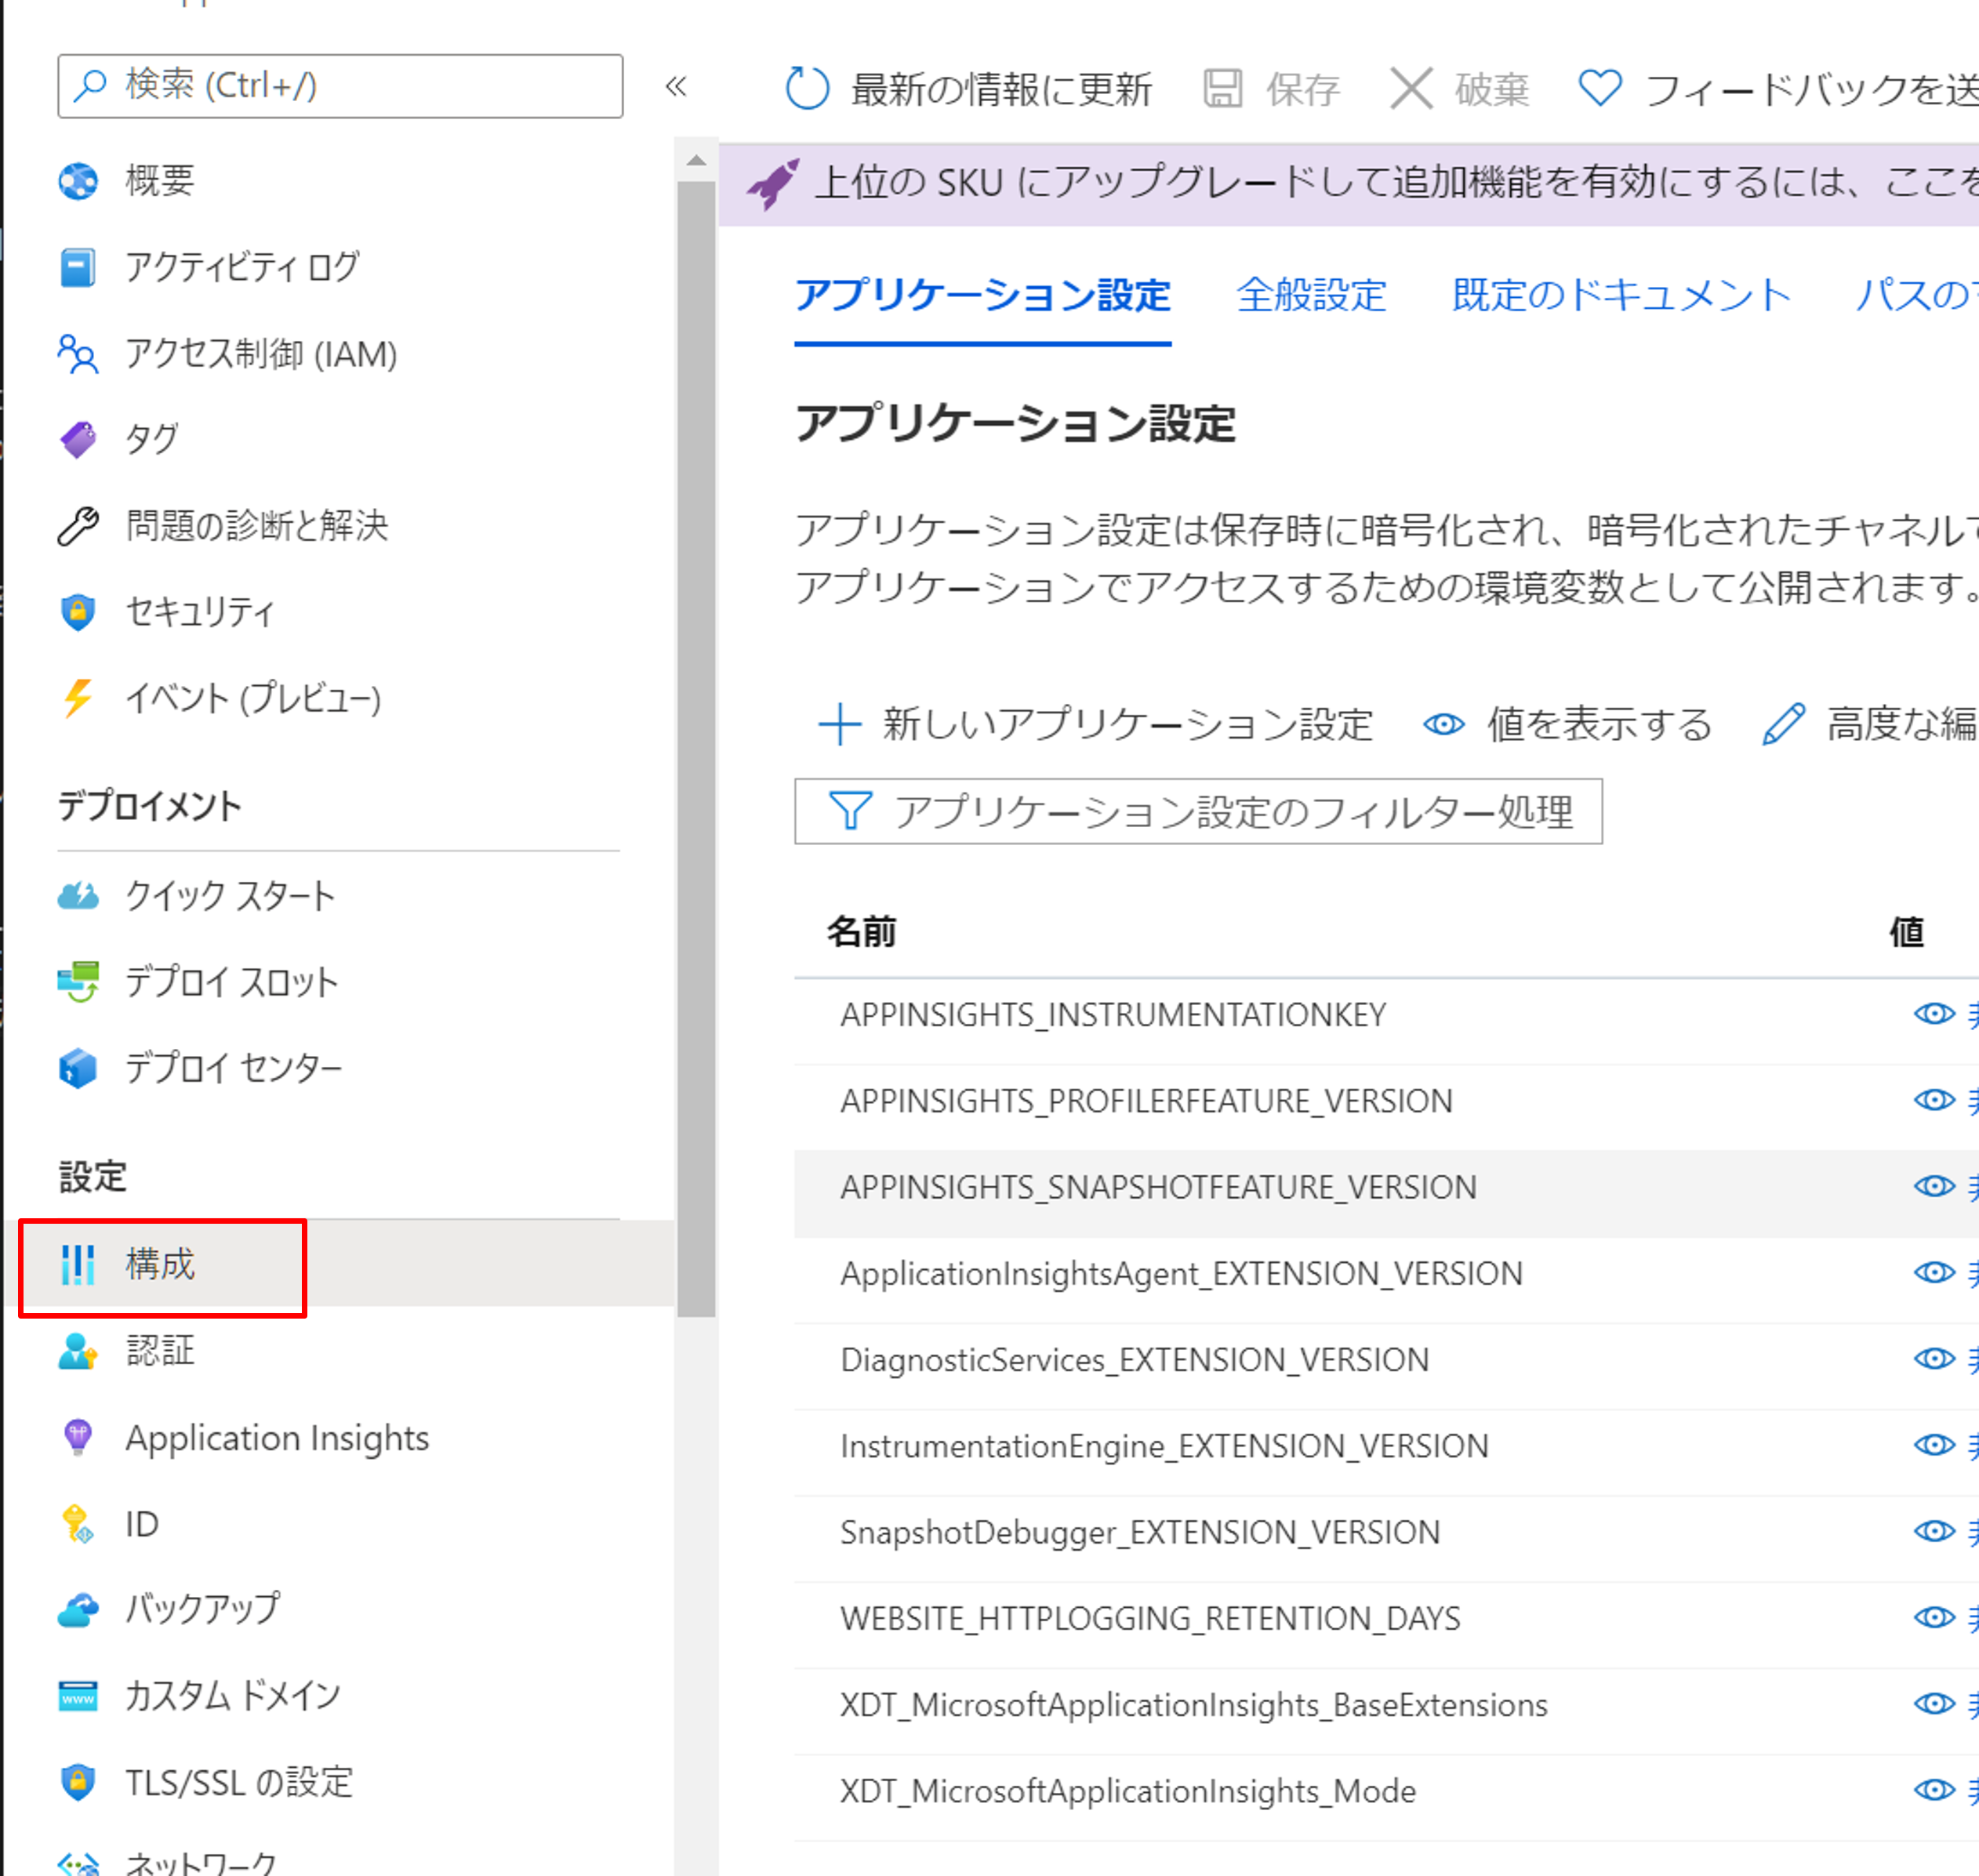 検索 (Ctrl+/)
«
概要
アクティビティ ログ
アクセス制御 (IAM)
タグ
問題の診断と解決
セキュリティ
イベント (プレビュー)
デプロイメント
クイック スタート
デプロイ スロット
デプロイ センター
設定
構成
認証
Application Insights
ID
バックアップ
カスタム ドメイン
TLS/SSL の設定
ネットワーク
最新の情報に更新 保存 破棄 フィードバックを送
上位の SKU にアップグレードして追加機能を有効にするには、ここを
アプリケーション設定 全般設定 既定のドキュメント パスの
アプリケーション設定
アプリケーション設定は保存時に暗号化され、暗号化されたチャネルで
アプリケーションでアクセスするための環境変数として公開されます。
新しいアプリケーション設定 値を表示する 高度な編
アプリケーション設定のフィルター処理
名前 値
APPINSIGHTS_INSTRUMENTATIONKEY
APPINSIGHTS_PROFILERFEATURE_VERSION
APPINSIGHTS_SNAPSHOTFEATURE_VERSION
ApplicationInsightsAgent_EXTENSION_VERSION
DiagnosticServices_EXTENSION_VERSION
InstrumentationEngine_EXTENSION_VERSION
SnapshotDebugger_EXTENSION_VERSION
WEBSITE_HTTPLOGGING_RETENTION_DAYS
XDT_MicrosoftApplicationInsights_BaseExtensions
XDT_MicrosoftApplicationInsights_Mode